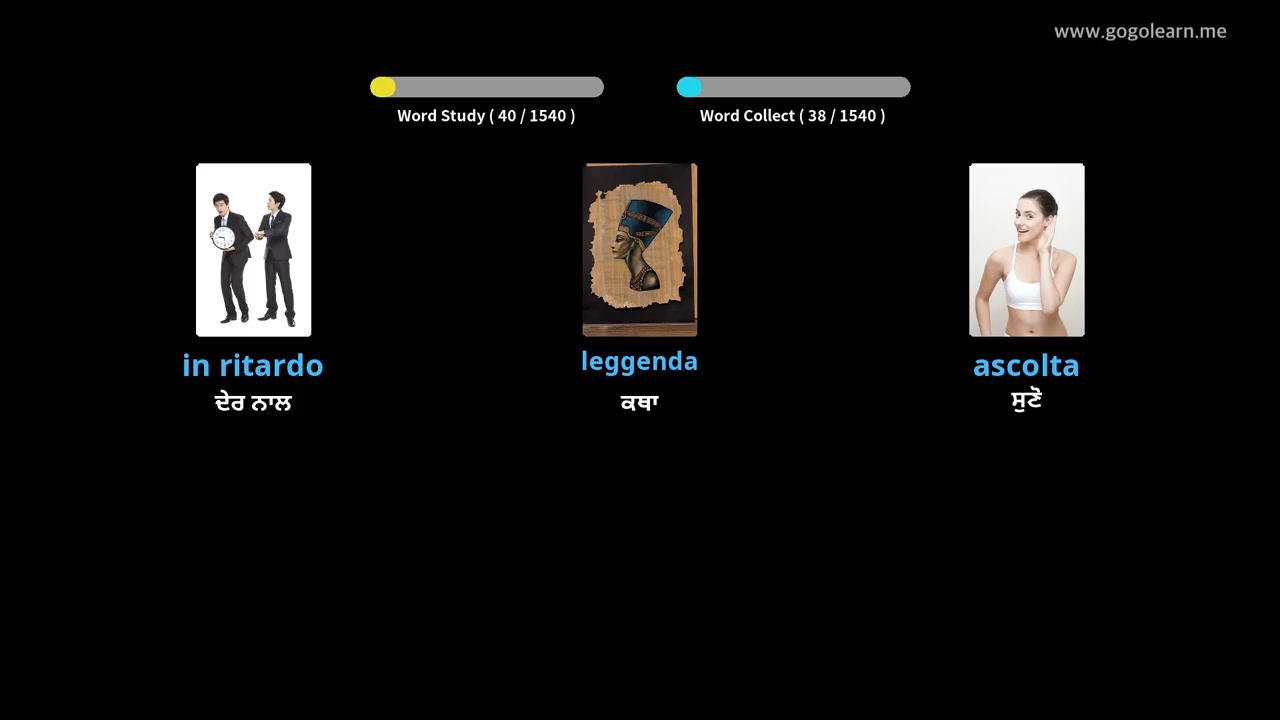 www.gogolearn.me
Word Study ( 40 / 1540 )
Word Collect ( 38 / 1540 )
in ritardo
ਦੇਰ ਨਾਲ
leggenda
ਕਥਾ
ascolta
ਸੁਣੋ